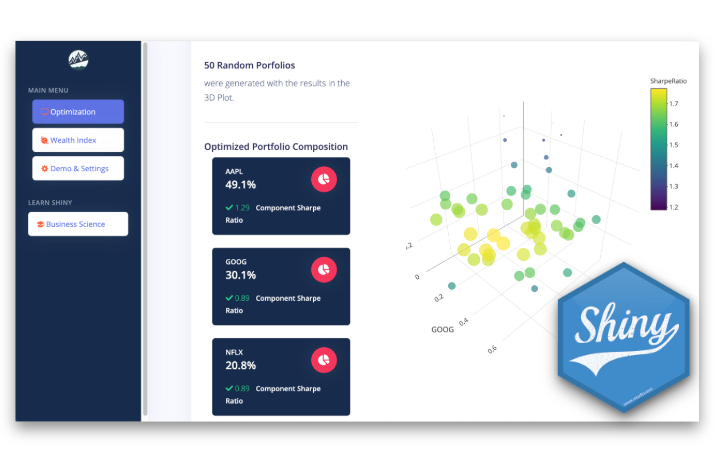 MAIN MENU
Optimization
Wealth Index
Demo & Settings
LEARN SHINY
Business Science
50 Random Porfolios
were generated with the results in the
3D Plot.
Optimized Portfolio Composition
AAPL
49.1%
1.29 Component Sharpe
Ratio
GOOG
30.1%
0.89 Component Sharpe
Ratio
NFLX
20.8%
0.89 Component Sharpe
Ratio
0
0.2
0.4
0.6
GOOG
SharpeRatio
1.7
1.6
1.5
1.4
1.3
1.2
Shiny